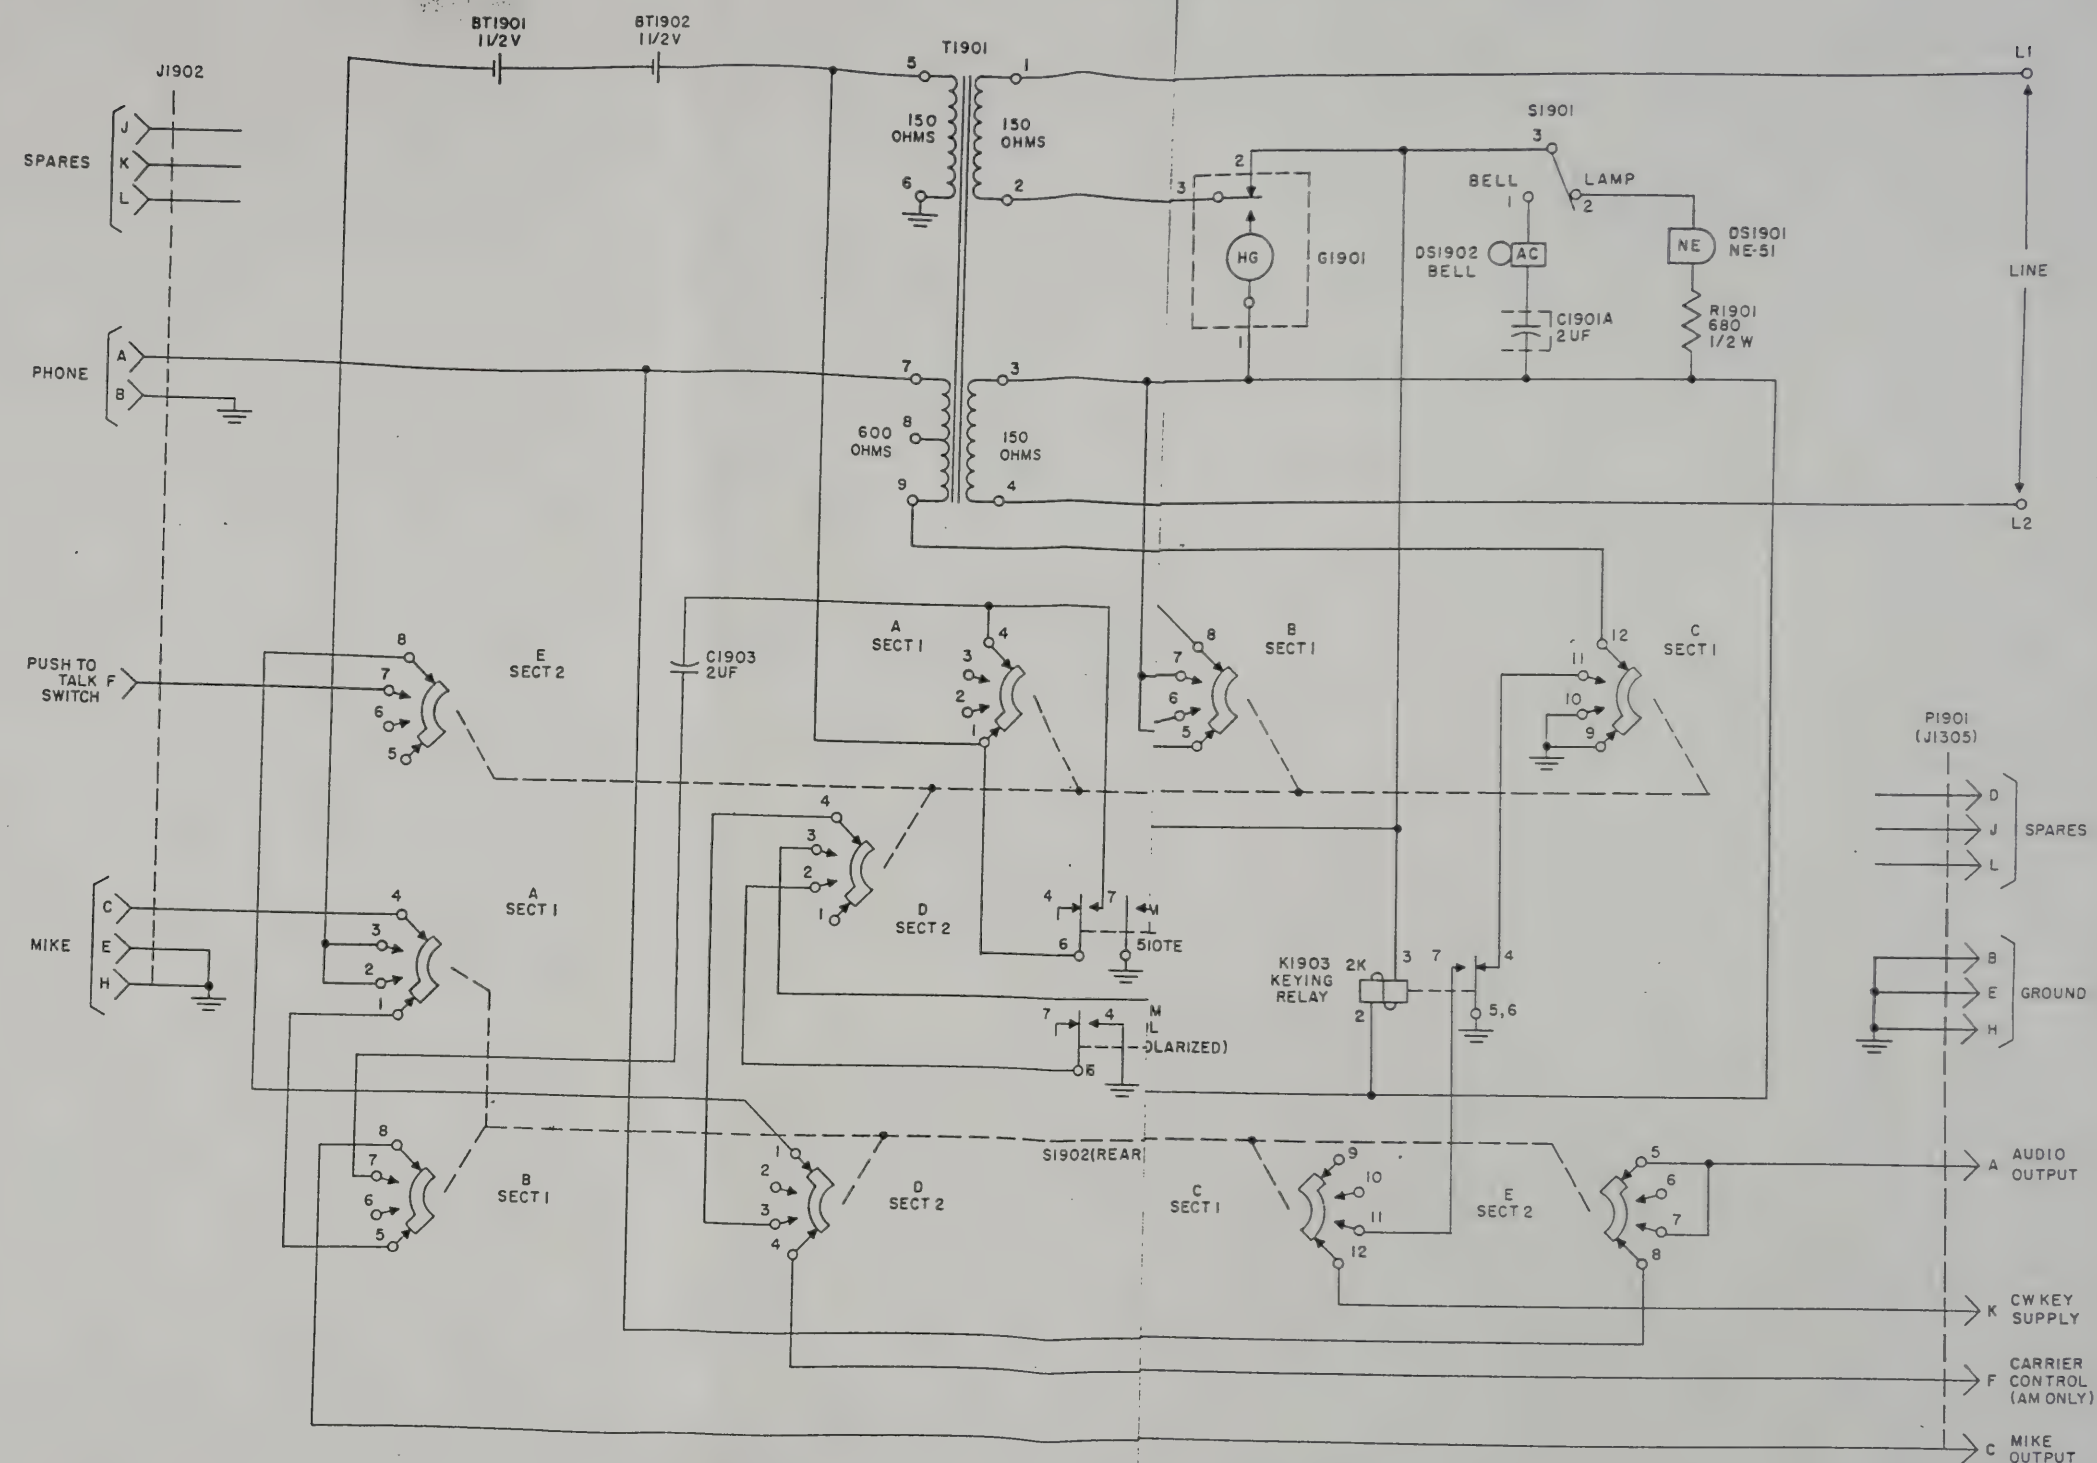 BT1901
1 1/2 V
BT1902
1 1/2 V
T1901
J1902
L1
S1901
J
K
L
SPARES
5
1
150
OHMS
150
OHMS
6
2
3
2
3
BELL
1
LAMP
2
HG
G1901
DS1902
BELL
AC
NE
DS1901
NE-51
LINE
C1901A
2UF
R1901
680
1/2 W
1
PHONE
A
B
7
3
8
600
OHMS
150
OHMS
9
4
L2
PUSH TO
TALK F
SWITCH
8
7
6
5
E
SECT 2
C1903
2UF
A
SECT 1
4
3
2
1
8
7
6
5
B
SECT 1
12
11
10
9
C
SECT 1
P1901
(J1305)
D
J
L
SPARES
4
3
2
1
D
SECT 2
4
7
6
5
M
IOTE
MIKE
C
E
H
4
3
2
1
A
SECT 1
K1903
KEYING
RELAY
2K
3
2
7
4
5,6
B
E
H
GROUND
7
4
6
M
IL
OLARIZED)
S1902(REAR
8
7
6
5
B
SECT 1
1
2
3
4
D
SECT 2
C
SECT 1
9
10
11
12
E
SECT 2
5
6
7
8
A
AUDIO
OUTPUT
K
CW KEY
SUPPLY
F
CARRIER
CONTROL
(AM ONLY)
C
MIKE
OUTPUT